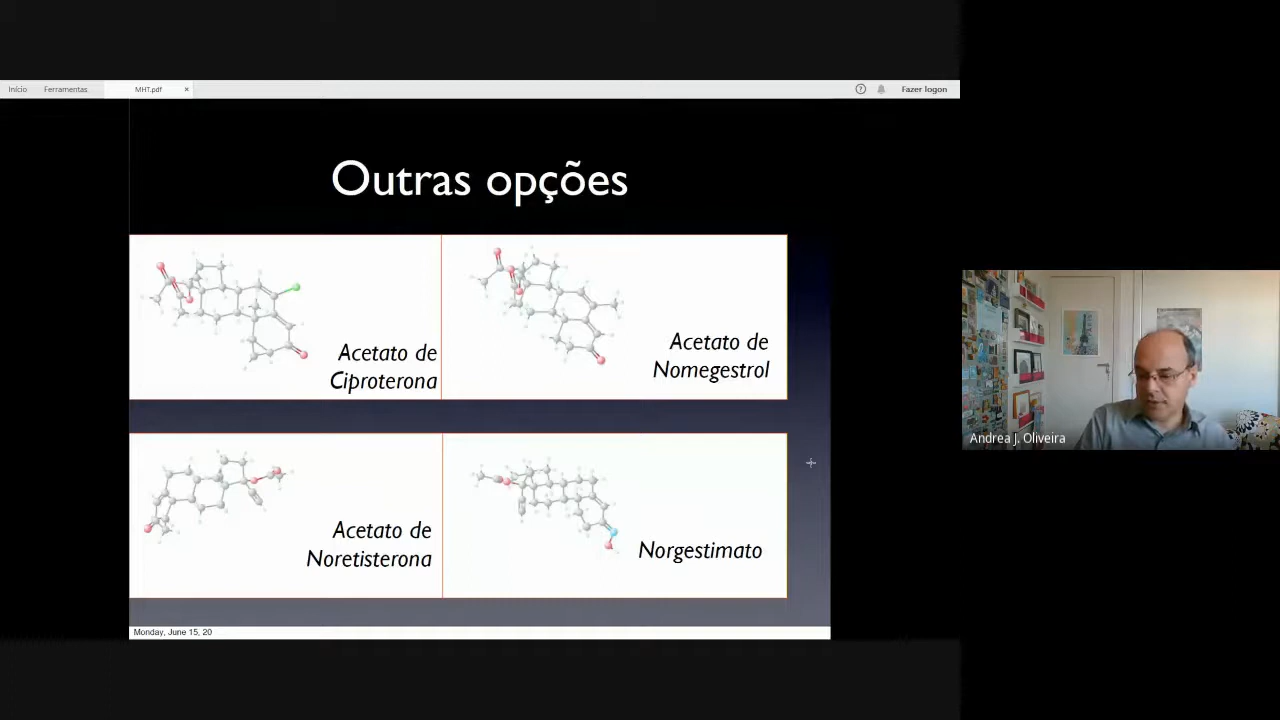 Início Ferramentas MHT.pdf × ? Fazer logon
Outras opções
Acetato de
Ciproterona
Acetato de
Nomegestrol
Acetato de
Noretisterona
Norgestimato
Monday, June 15, 20
Andrea J. Oliveira